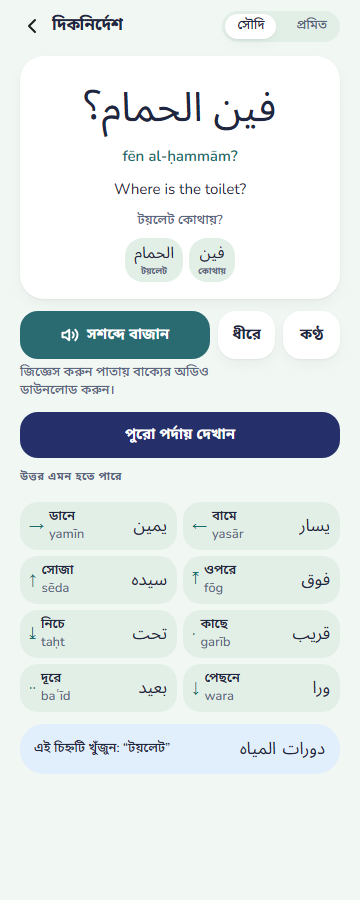 দিকনির্দেশ
সৌদি
প্রমিত
فين الحمام؟
fēn al-ḥammām?
Where is the toilet?
টয়লেট কোথায়?
فين
কোথায়
الحمام
টয়লেট
সশব্দে বাজান
ধীরে
কণ্ঠ
জিজ্ঞেস করুন পাতায় বাক্যের অডিও
ডাউনলোড করুন।
পুরো পর্দায় দেখান
উত্তর এমন হতে পারে
→ ডানে
yamīn
يمين
← বামে
yasār
يسار
↑ সোজা
sēda
سيده
⤒ ওপরে
fōg
فوق
⤓ নিচে
taḥt
تحت
· কাছে
garīb
قريب
·· দূরে
baʿīd
بعيد
↓ পেছনে
wara
ورا
এই চিহ্নটি খুঁজুন: “টয়লেট”
دورات المياه